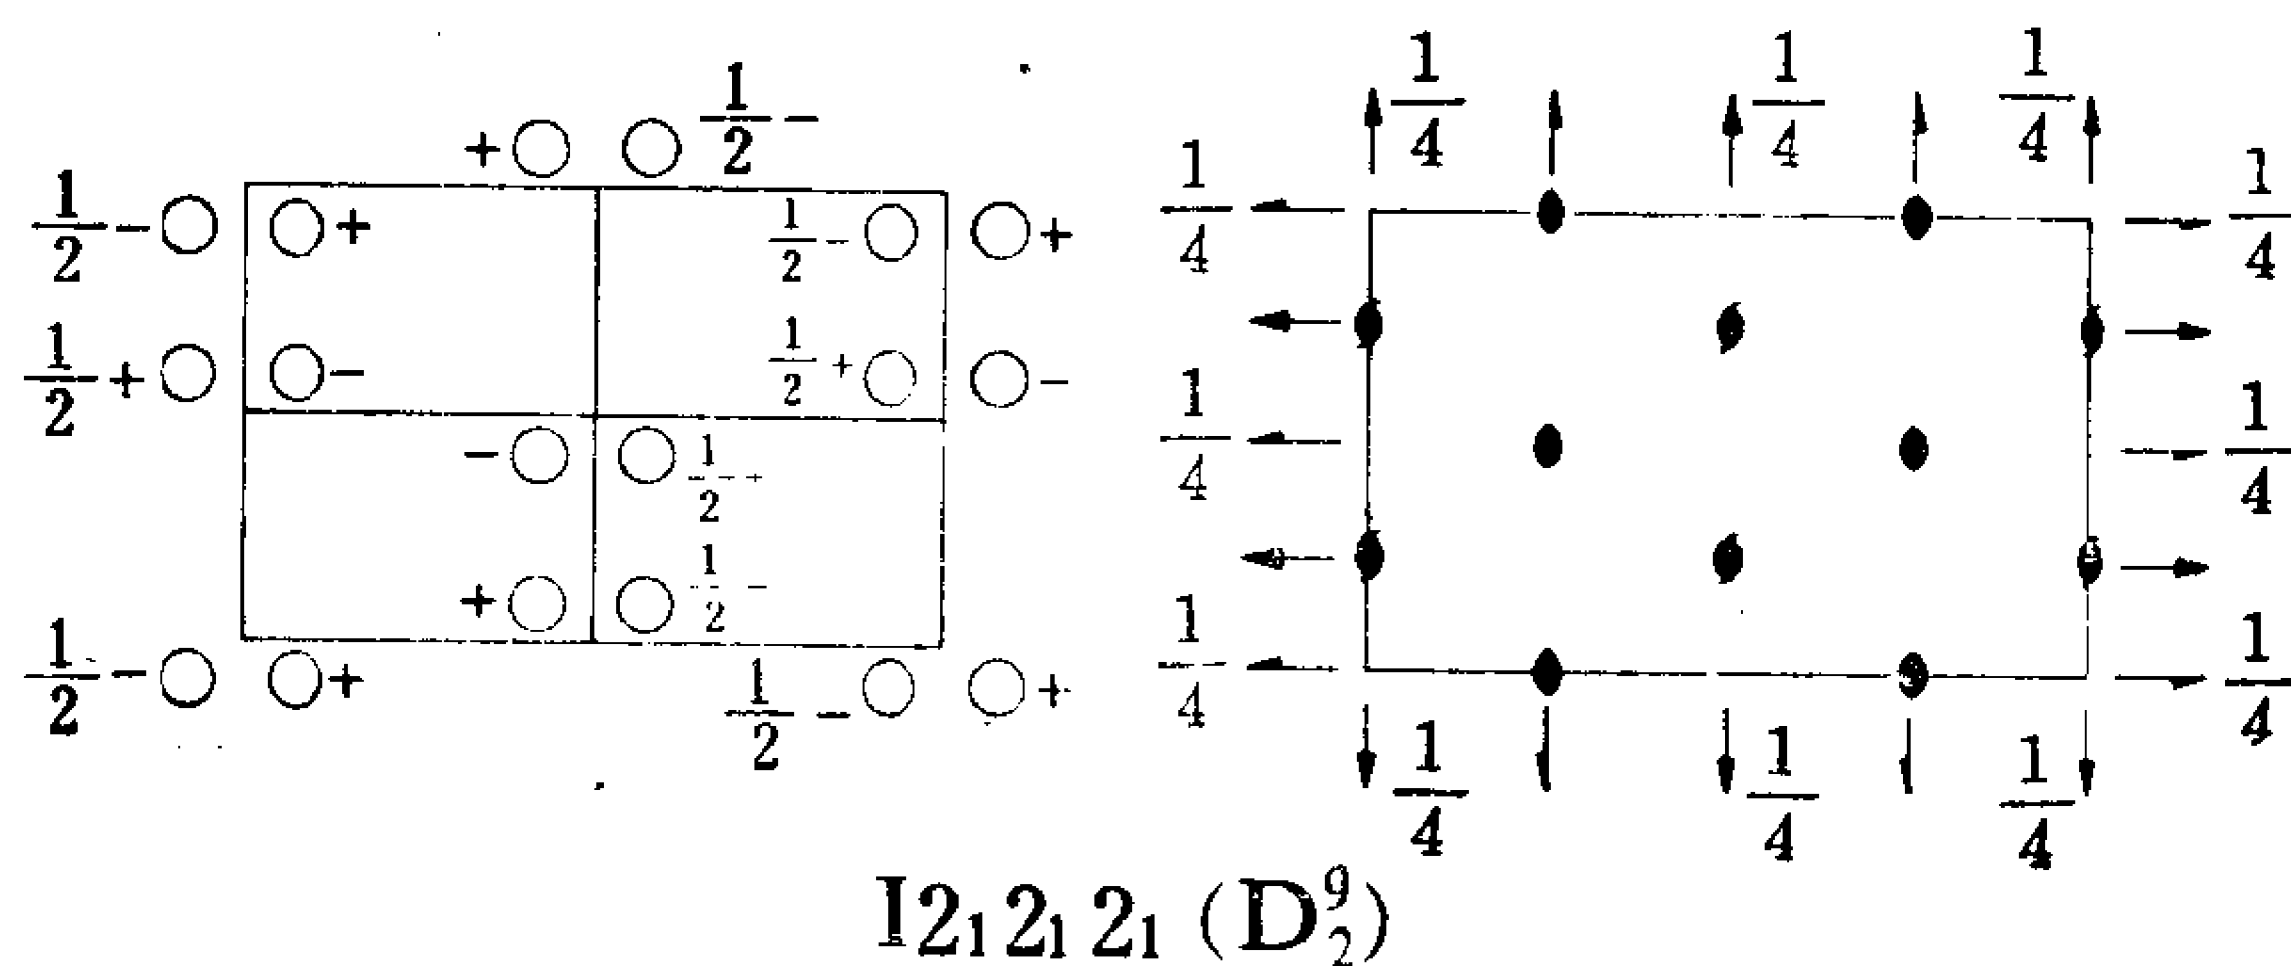 1/4 1/4 1/4
+ 1/2 -
1/2 - + 1/2 - + 1/4 1/4
1/2 + - 1/2 + -
1/4 1/4
- 1/2 +
+ 1/2 -
1/2 - + 1/2 - + 1/4 1/4
1/4 1/4 1/4
I2₁2₁2₁ (D₂⁹)